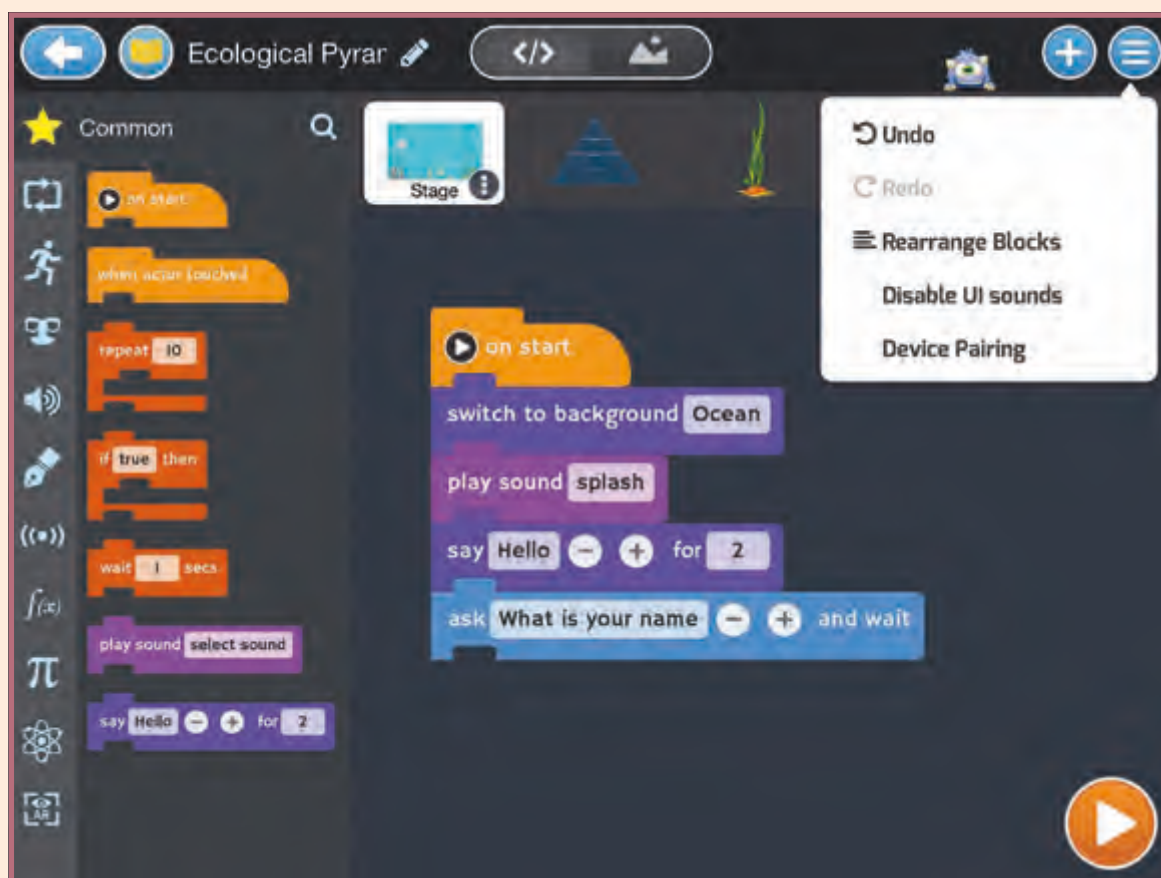 Ecological Pyrar
</>
Common
Stage
on start
when actor touched
repeat 10
if true then
wait 1 secs
play sound select sound
say Hello − + for 2
f(x)
π
AR
on start
switch to background Ocean
play sound splash
say Hello − + for 2
ask What is your name − + and wait
Undo
Redo
Rearrange Blocks
Disable UI sounds
Device Pairing